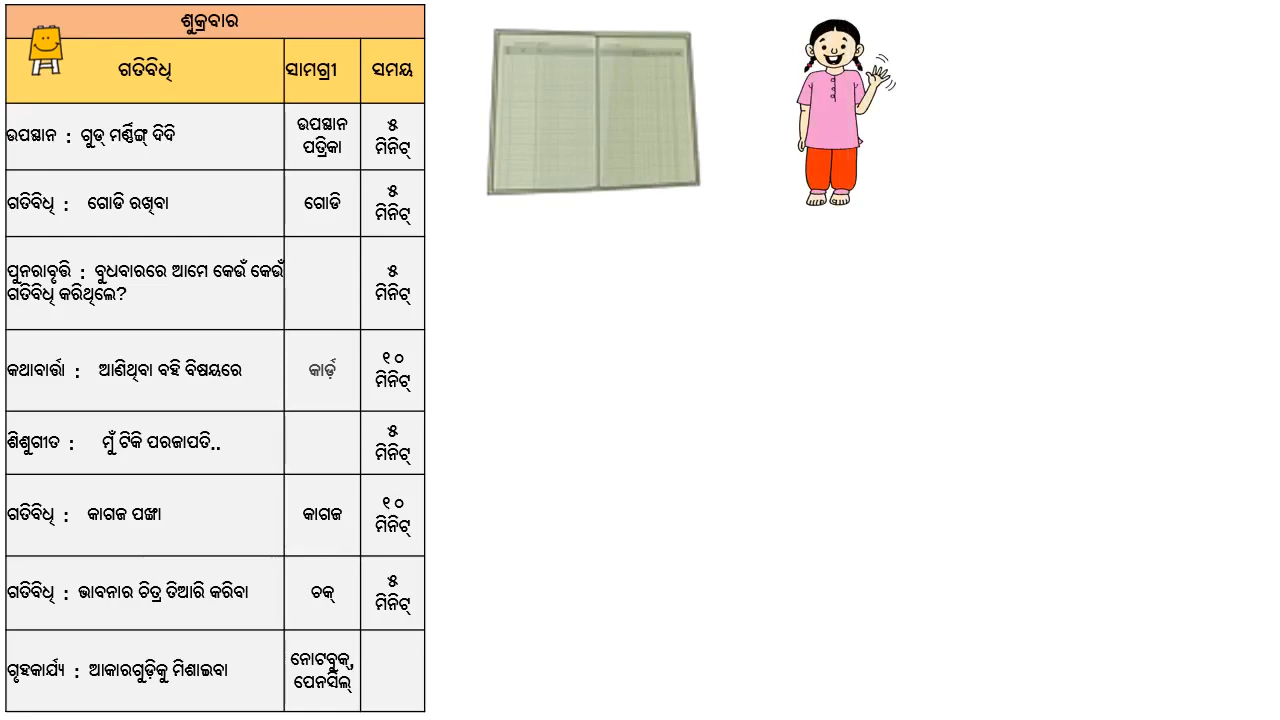 ଶୁକ୍ରବାର
ଗତିବିଧି ସାମଗ୍ରୀ ସମୟ
ଉପସ୍ଥାନ : ଗୁଡ୍ ମର୍ଣ୍ଣିଙ୍ଗ୍ ଦିଦି
ଉପସ୍ଥାନ
ପତ୍ରିକା
୫
ମିନିଟ୍
ଗତିବିଧି : ଗୋଡି ରଖିବା
ଗୋଡି
୫
ମିନିଟ୍
ପୁନରାବୃତ୍ତି : ବୁଧବାରରେ ଆମେ କେଉଁ କେଉଁ
ଗତିବିଧି କରିଥିଲେ?
୫
ମିନିଟ୍
କଥାବାର୍ତ୍ତା : ଆଣିଥିବା ବହି ବିଷୟରେ
କାର୍ଡ଼
୧୦
ମିନିଟ୍
ଶିଶୁଗୀତ : ମୁଁ ଟିକି ପରଜାପତି..
୫
ମିନିଟ୍
ଗତିବିଧି : କାଗଜ ପଙ୍ଖା
କାଗଜ
୧୦
ମିନିଟ୍
ଗତିବିଧି : ଭାବନାର ଚିତ୍ର ତିଆରି କରିବା
ଚକ୍
୫
ମିନିଟ୍
ଗୃହକାର୍ଯ୍ୟ : ଆକାରଗୁଡ଼ିକୁ ମିଶାଇବା
ନୋଟବୁକ୍,
ପେନସିଲ୍